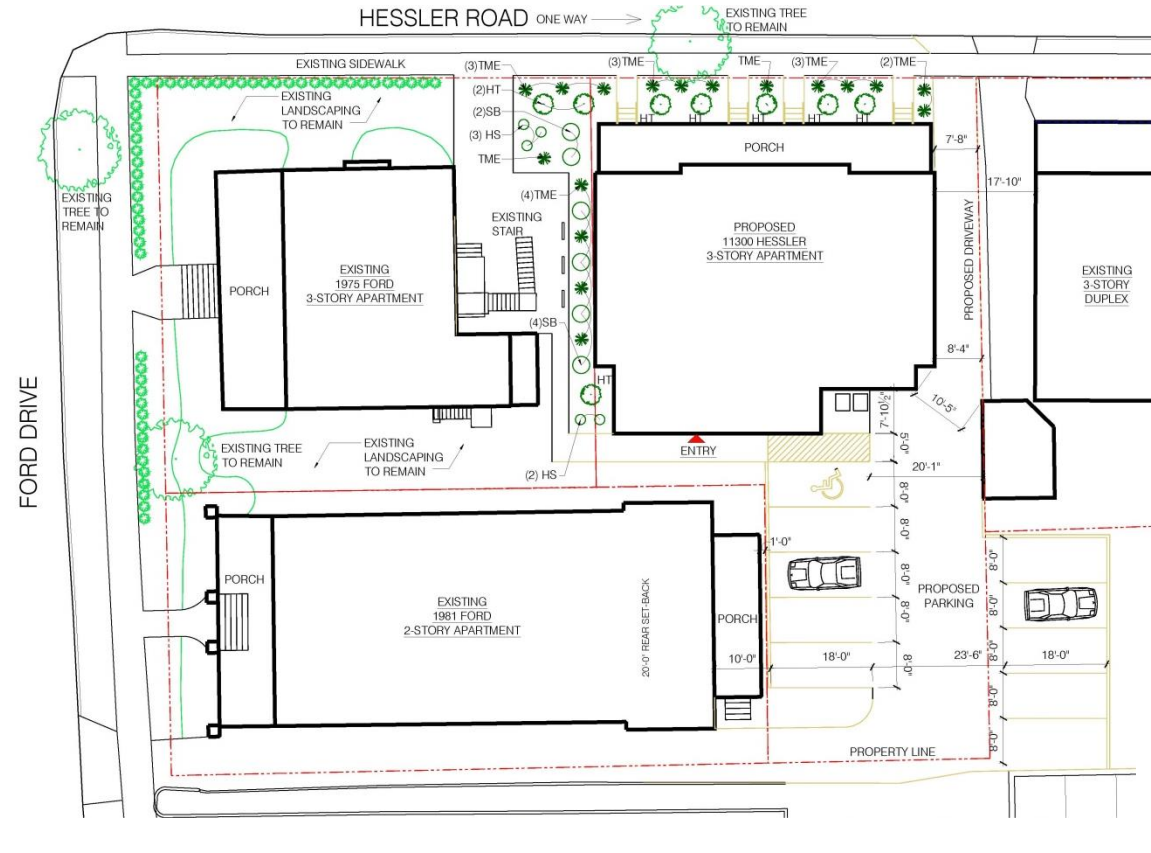 HESSLER ROAD ONE WAY
EXISTING TREE
TO REMAIN
EXISTING SIDEWALK
(3)TME
(3)TME
TME
(3)TME
(2)TME
(2)HT
(2)SB
(3) HS
TME
HT
HT
HT
HT
HT
EXISTING
LANDSCAPING
TO REMAIN
PORCH
7'-8"
17'-10"
EXISTING
TREE TO
REMAIN
(4)TME
EXISTING
STAIR
PROPOSED
11300 HESSLER
3-STORY APARTMENT
PROPOSED DRIVEWAY
EXISTING
3-STORY
DUPLEX
PORCH
EXISTING
1975 FORD
3-STORY APARTMENT
(4)SB
8'-4"
HT
10'-5"
7'-10½"
FORD DRIVE
EXISTING TREE
TO REMAIN
EXISTING
LANDSCAPING
TO REMAIN
ENTRY
5'-0"
(2) HS
20'-1"
8'-0"
8'-0"
1'-0"
8'-0"
8'-0"
8'-0"
PORCH
EXISTING
1981 FORD
2-STORY APARTMENT
20'-0" REAR SET-BACK
PORCH
PROPOSED
PARKING
8'-0"
8'-0"
8'-0"
8'-0"
8'-0"
10'-0"
18'-0"
23'-6"
18'-0"
PROPERTY LINE